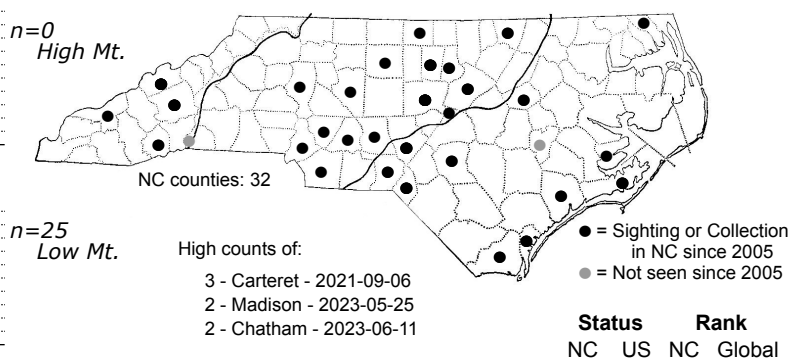 n=0
High Mt.
NC counties: 32
n=25
Low Mt.
High counts of:
3 - Carteret - 2021-09-06
2 - Madison - 2023-05-25
2 - Chatham - 2023-06-11
= Sighting or Collection
in NC since 2005
= Not seen since 2005
Status Rank
NC US NC Global